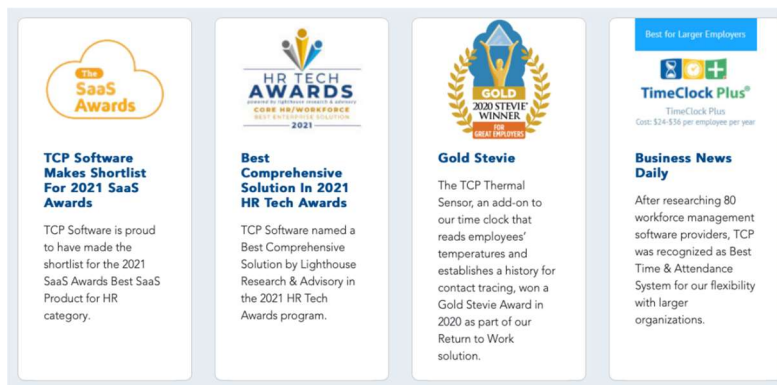 The
SaaS
Awards
TCP Software
Makes Shortlist
For 2021 SaaS
Awards
TCP Software is proud
to have made the
shortlist for the 2021
SaaS Awards Best SaaS
Product for HR
category.
HR TECH
AWARDS
powered by lighthouse research & advisory
CORE HR/WORKFORCE
BEST ENTERPRISE SOLUTION
2021
Best
Comprehensive
Solution In 2021
HR Tech Awards
TCP Software named a
Best Comprehensive
Solution by Lighthouse
Research & Advisory in
the 2021 HR Tech
Awards program.
GOLD
2020 STEVIE®
WINNER
FOR
GREAT EMPLOYERS
Gold Stevie
The TCP Thermal
Sensor, an add-on to
our time clock that
reads employees'
temperatures and
establishes a history for
contact tracing, won a
Gold Stevie Award in
2020 as part of our
Return to Work
solution.
Best for Larger Employers
TimeClock Plus®
TimeClock Plus
Cost: $24-$36 per employee per year
Business News
Daily
After researching 80
workforce management
software providers, TCP
was recognized as Best
Time & Attendance
System for our flexibility
with larger
organizations.